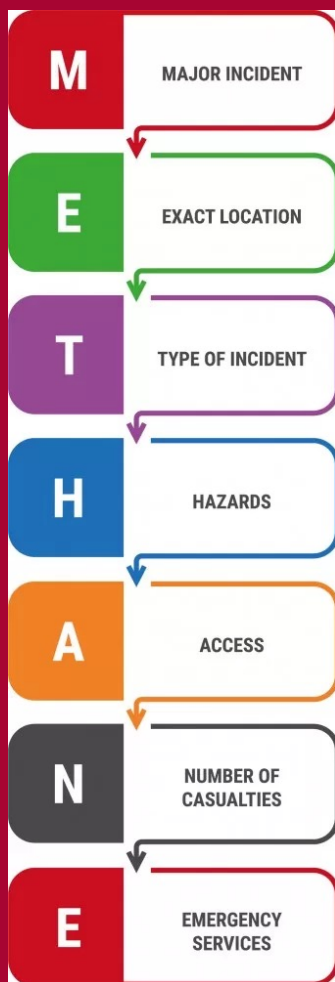 M
MAJOR INCIDENT
E
EXACT LOCATION
T
TYPE OF INCIDENT
H
HAZARDS
A
ACCESS
N
NUMBER OF
CASUALTIES
E
EMERGENCY
SERVICES